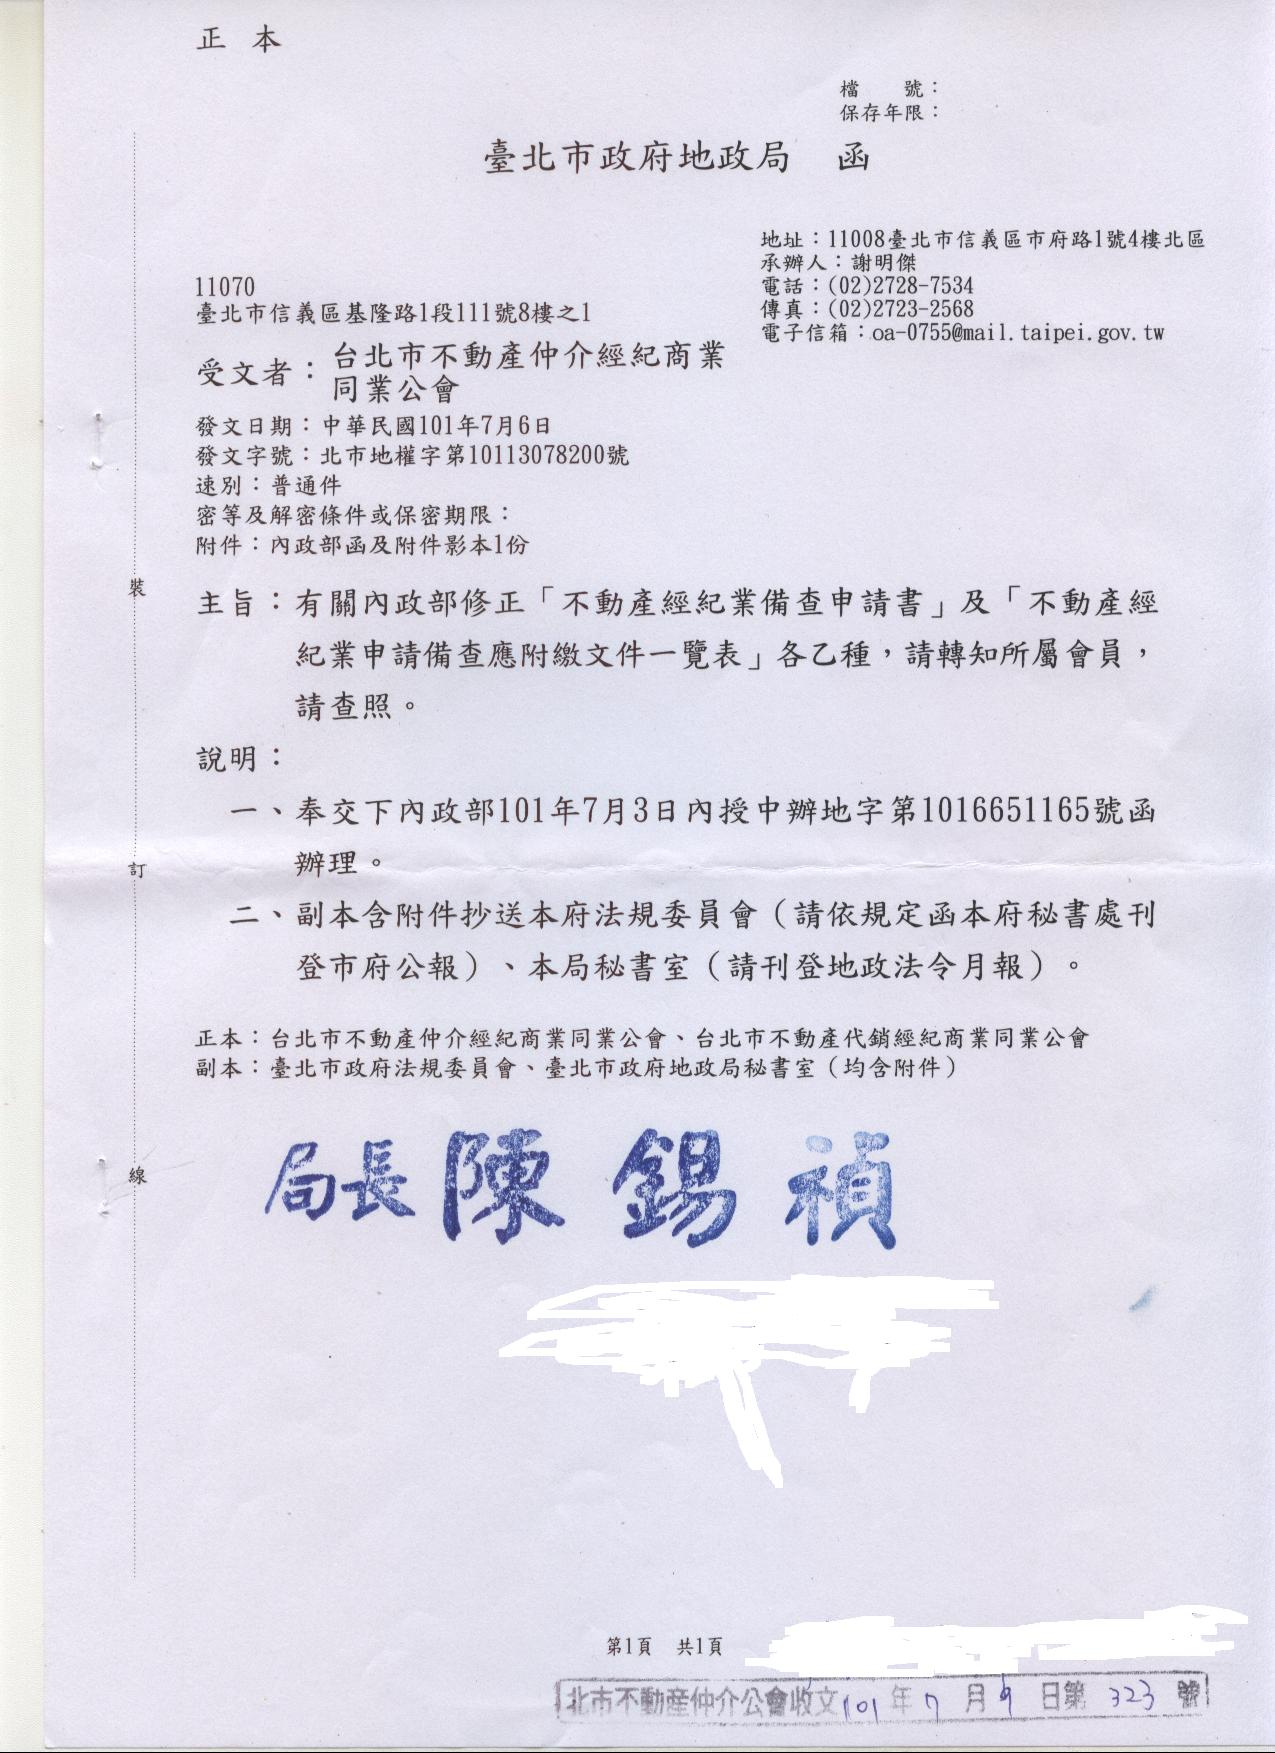 正 本
檔 號：
保存年限：
臺北市政府地政局 函
地址：11008臺北市信義區市府路1號4樓北區
承辦人：謝明傑
電話：(02)2728-7534
傳真：(02)2723-2568
電子信箱：oa-0755@mail.taipei.gov.tw
11070
臺北市信義區基隆路1段111號8樓之1
受文者：台北市不動產仲介經紀商業
同業公會
發文日期：中華民國101年7月6日
發文字號：北市地權字第10113078200號
速別：普通件
密等及解密條件或保密期限：
附件：內政部函及附件影本1份
主旨：有關內政部修正「不動產經紀業備查申請書」及「不動產經
紀業申請備查應附繳文件一覽表」各乙種，請轉知所屬會員，
請查照。
說明：
一、奉交下內政部101年7月3日內授中辦地字第1016651165號函
辦理。
二、副本含附件抄送本府法規委員會（請依規定函本府秘書處刊
登市府公報）、本局秘書室（請刊登地政法令月報）。
正本：台北市不動產仲介經紀商業同業公會、台北市不動產代銷經紀商業同業公會
副本：臺北市政府法規委員會、臺北市政府地政局秘書室（均含附件）
局長 陳錫禎
裝
訂
線
第1頁 共1頁
北市不動產仲介公會收文101年7月9日第323號